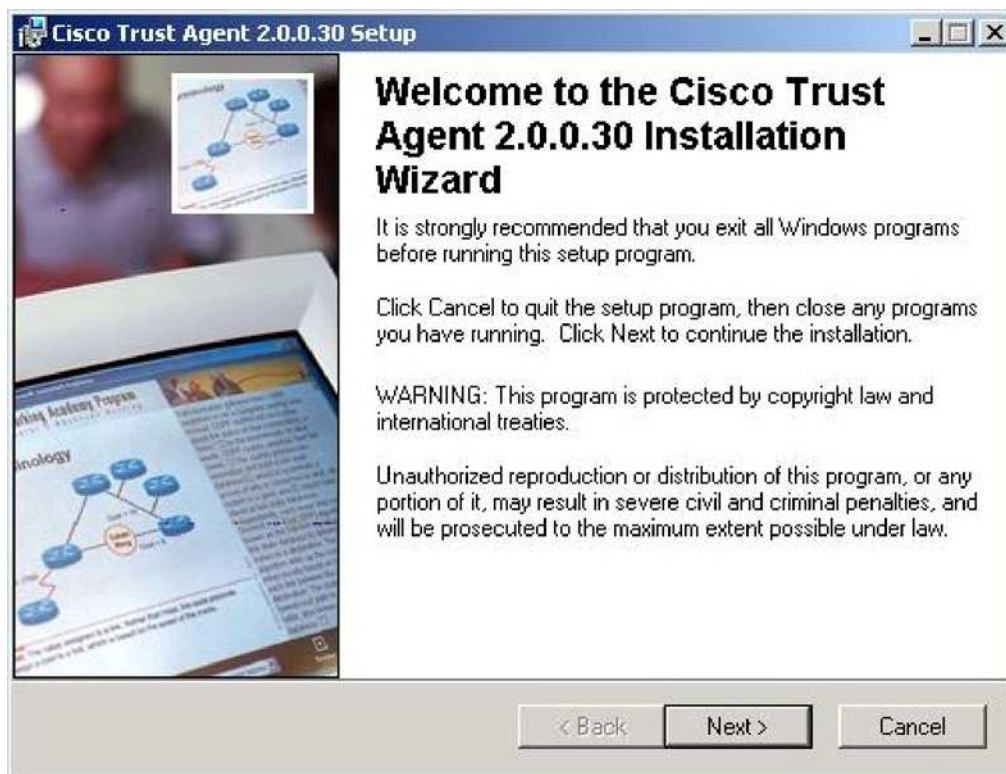 Cisco Trust Agent 2.0.0.30 Setup
Welcome to the Cisco Trust
Agent 2.0.0.30 Installation
Wizard
It is strongly recommended that you exit all Windows programs
before running this setup program.
Click Cancel to quit the setup program, then close any programs
you have running. Click Next to continue the installation.
WARNING: This program is protected by copyright law and
international treaties.
Unauthorized reproduction or distribution of this program, or any
portion of it, may result in severe civil and criminal penalties, and
will be prosecuted to the maximum extent possible under law.
Academy Program
inology
< Back
Next >
Cancel